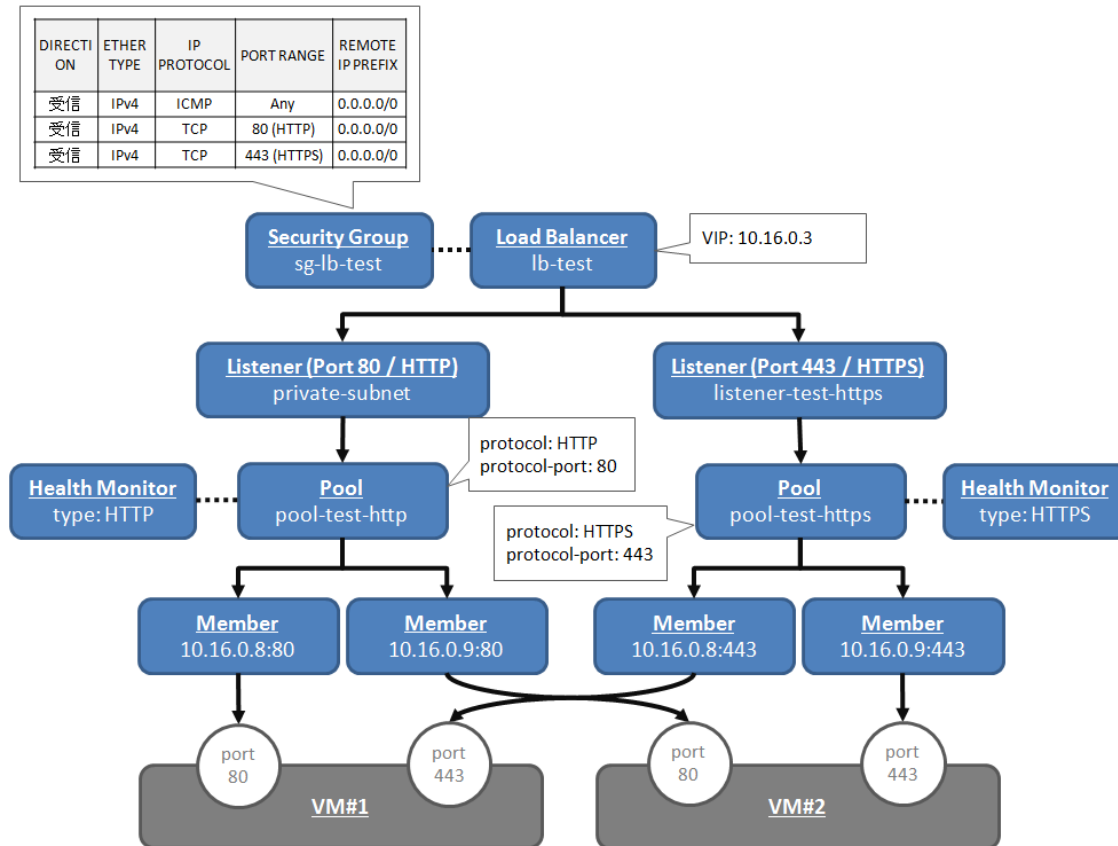 DIRECTI ON ETHER TYPE IP PROTOCOL PORT RANGE REMOTE IP PREFIX
受信 IPv4 ICMP Any 0.0.0.0/0
受信 IPv4 TCP 80 (HTTP) 0.0.0.0/0
受信 IPv4 TCP 443 (HTTPS) 0.0.0.0/0
Security Group
sg-lb-test
Load Balancer
lb-test
VIP: 10.16.0.3
Listener (Port 80 / HTTP)
private-subnet
Listener (Port 443 / HTTPS)
listener-test-https
protocol: HTTP
protocol-port: 80
Health Monitor
type: HTTP
Pool
pool-test-http
protocol: HTTPS
protocol-port: 443
Pool
pool-test-https
Health Monitor
type: HTTPS
Member
10.16.0.8:80
Member
10.16.0.9:80
Member
10.16.0.8:443
Member
10.16.0.9:443
port
80
port
443
port
80
port
443
VM#1
VM#2